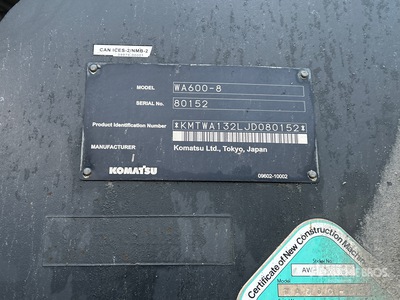 CAN ICES-2/NMB-2
MODEL WA600-8
SERIAL No. 80152
Product Identification Number *KMTWA132LJD080152*
MANUFACTURER Komatsu Ltd., Tokyo, Japan
KOMATSU
09602-10002
Certificate of New Construction Machine